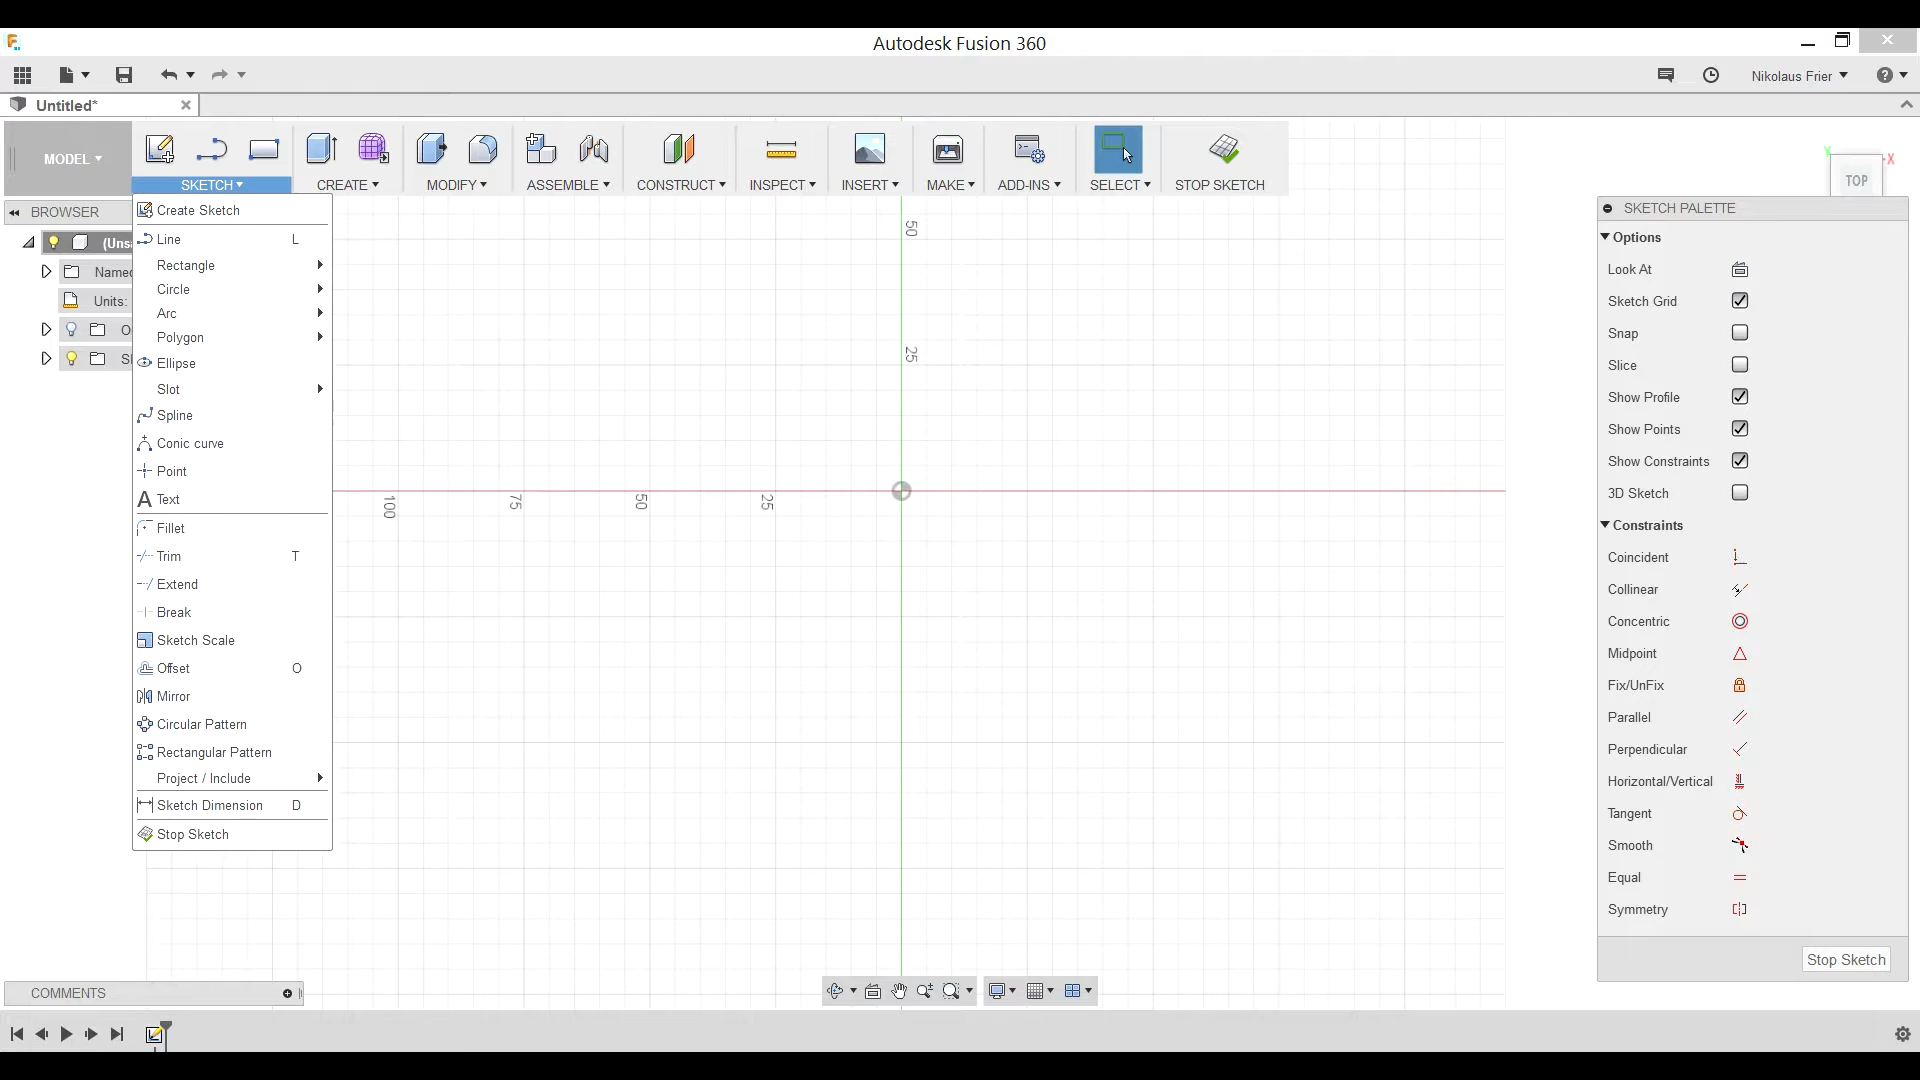 Autodesk Fusion 360
Nikolaus Frier
Untitled*
MODEL
SKETCH
CREATE
MODIFY
ASSEMBLE
CONSTRUCT
INSPECT
INSERT
MAKE
ADD-INS
SELECT
STOP SKETCH
Y
X
TOP
BROWSER
(Uns
Named
Units:
O
S
Create Sketch
Line L
Rectangle
Circle
Arc
Polygon
Ellipse
Slot
Spline
Conic curve
Point
Text
Fillet
Trim T
Extend
Break
Sketch Scale
Offset O
Mirror
Circular Pattern
Rectangular Pattern
Project / Include
Sketch Dimension D
Stop Sketch
50
25
100
75
50
25
SKETCH PALETTE
Options
Look At
Sketch Grid
Snap
Slice
Show Profile
Show Points
Show Constraints
3D Sketch
Constraints
Coincident
Collinear
Concentric
Midpoint
Fix/UnFix
Parallel
Perpendicular
Horizontal/Vertical
Tangent
Smooth
Equal
Symmetry
Stop Sketch
COMMENTS